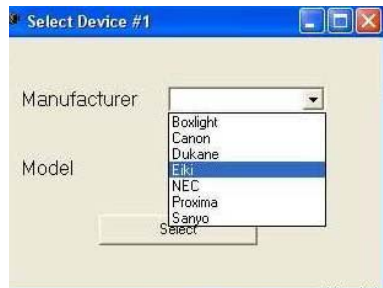 Select Device #1
Manufacturer
Boxlight
Canon
Dukane
Eiki
NEC
Proxima
Sanyo
Model
Select